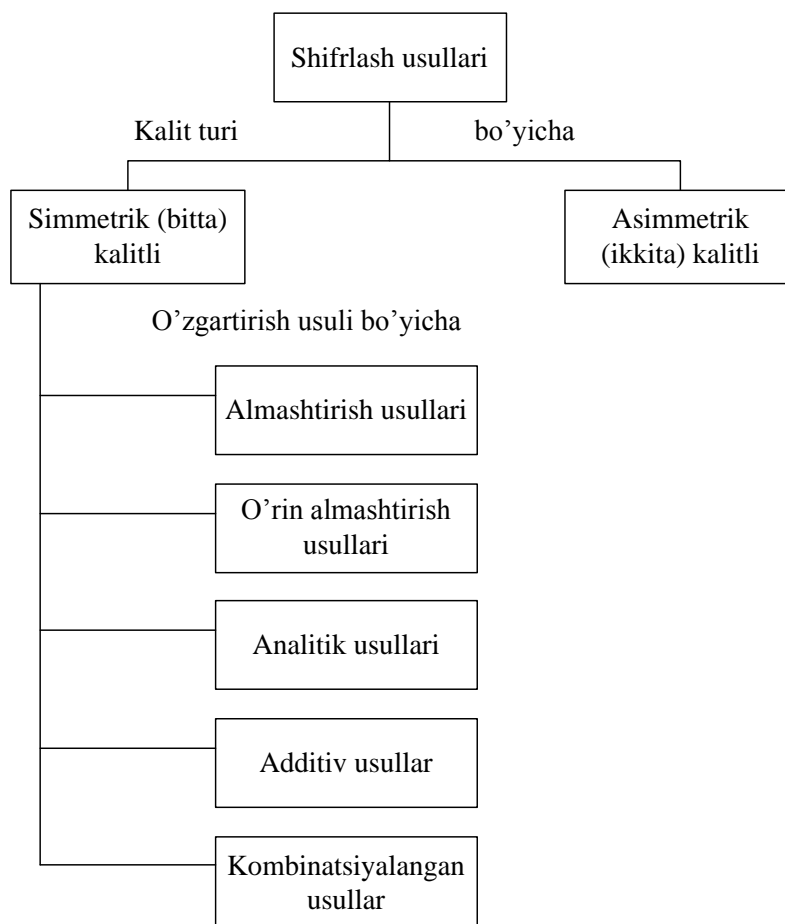 Shifrlash usullari
Kalit turi bo’yicha
Simmetrik (bitta)
kalitli
Asimmetrik
(ikkita) kalitli
O’zgartirish usuli bo’yicha
Almashtirish usullari
O’rin almashtirish
usullari
Analitik usullari
Additiv usullar
Kombinatsiyalangan
usullar